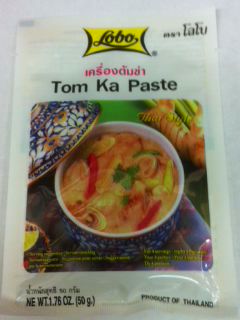 Lobo
®
ตรา โลโบ
เครื่องต้มข่า
Tom Ka Paste
Thai Style
น้ำหนักสุทธิ 50 กรัม
NE WT.1.76 OZ. (50 g.)
PRODUCT OF THAILAND